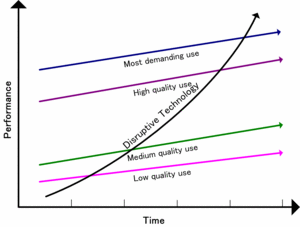 Most demanding use
High quality use
Disruptive Technology
Medium quality use
Low quality use
Performance
Time